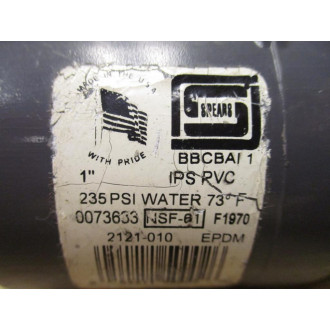 MADE IN THE U.S.A.
WITH PRIDE
SPEARS
BBCBAI 1
1" IPS PVC
235 PSI WATER 73° F
0073633 NSF-61 F1970
2121-010 EPDM